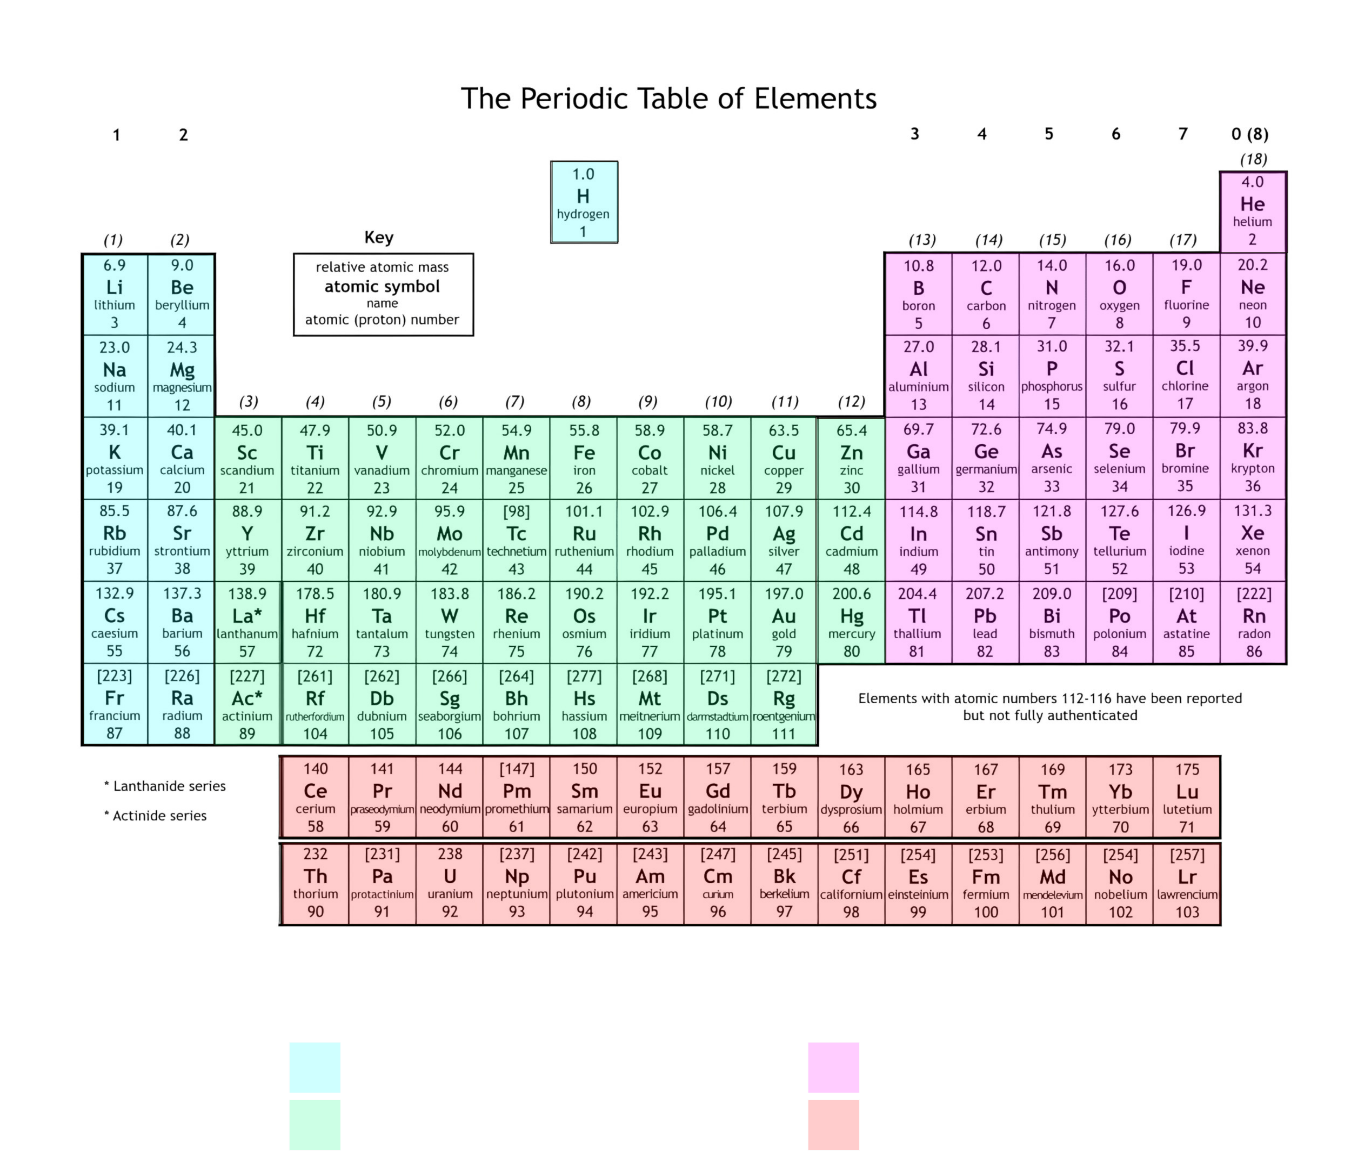 The Periodic Table of Elements
1 2 3 4 5 6 7 0 (8)
(18)
1.0 4.0
H He
hydrogen helium
1 2
(1) (2) Key (13) (14) (15) (16) (17)
relative atomic mass
atomic symbol
name
atomic (proton) number
6.9 9.0 10.8 12.0 14.0 16.0 19.0 20.2
Li Be B C N O F Ne
lithium beryllium boron carbon nitrogen oxygen fluorine neon
3 4 5 6 7 8 9 10
23.0 24.3 27.0 28.1 31.0 32.1 35.5 39.9
Na Mg Al Si P S Cl Ar
sodium magnesium aluminium silicon phosphorus sulfur chlorine argon
11 12 13 14 15 16 17 18
(3) (4) (5) (6) (7) (8) (9) (10) (11) (12)
39.1 40.1 45.0 47.9 50.9 52.0 54.9 55.8 58.9 58.7 63.5 65.4 69.7 72.6 74.9 79.0 79.9 83.8
K Ca Sc Ti V Cr Mn Fe Co Ni Cu Zn Ga Ge As Se Br Kr
potassium calcium scandium titanium vanadium chromium manganese iron cobalt nickel copper zinc gallium germanium arsenic selenium bromine krypton
19 20 21 22 23 24 25 26 27 28 29 30 31 32 33 34 35 36
85.5 87.6 88.9 91.2 92.9 95.9 [98] 101.1 102.9 106.4 107.9 112.4 114.8 118.7 121.8 127.6 126.9 131.3
Rb Sr Y Zr Nb Mo Tc Ru Rh Pd Ag Cd In Sn Sb Te I Xe
rubidium strontium yttrium zirconium niobium molybdenum technetium ruthenium rhodium palladium silver cadmium indium tin antimony tellurium iodine xenon
37 38 39 40 41 42 43 44 45 46 47 48 49 50 51 52 53 54
132.9 137.3 138.9 178.5 180.9 183.8 186.2 190.2 192.2 195.1 197.0 200.6 204.4 207.2 209.0 [209] [210] [222]
Cs Ba La* Hf Ta W Re Os Ir Pt Au Hg Tl Pb Bi Po At Rn
caesium barium lanthanum hafnium tantalum tungsten rhenium osmium iridium platinum gold mercury thallium lead bismuth polonium astatine radon
55 56 57 72 73 74 75 76 77 78 79 80 81 82 83 84 85 86
[223] [226] [227] [261] [262] [266] [264] [277] [268] [271] [272]
Fr Ra Ac* Rf Db Sg Bh Hs Mt Ds Rg
francium radium actinium rutherfordium dubnium seaborgium bohrium hassium meitnerium darmstadtium roentgenium
87 88 89 104 105 106 107 108 109 110 111
Elements with atomic numbers 112-116 have been reported
but not fully authenticated
* Lanthanide series
* Actinide series
140 141 144 [147] 150 152 157 159 163 165 167 169 173 175
Ce Pr Nd Pm Sm Eu Gd Tb Dy Ho Er Tm Yb Lu
cerium praseodymium neodymium promethium samarium europium gadolinium terbium dysprosium holmium erbium thulium ytterbium lutetium
58 59 60 61 62 63 64 65 66 67 68 69 70 71
232 [231] 238 [237] [242] [243] [247] [245] [251] [254] [253] [256] [254] [257]
Th Pa U Np Pu Am Cm Bk Cf Es Fm Md No Lr
thorium protactinium uranium neptunium plutonium americium curium berkelium californium einsteinium fermium mendelevium nobelium lawrencium
90 91 92 93 94 95 96 97 98 99 100 101 102 103